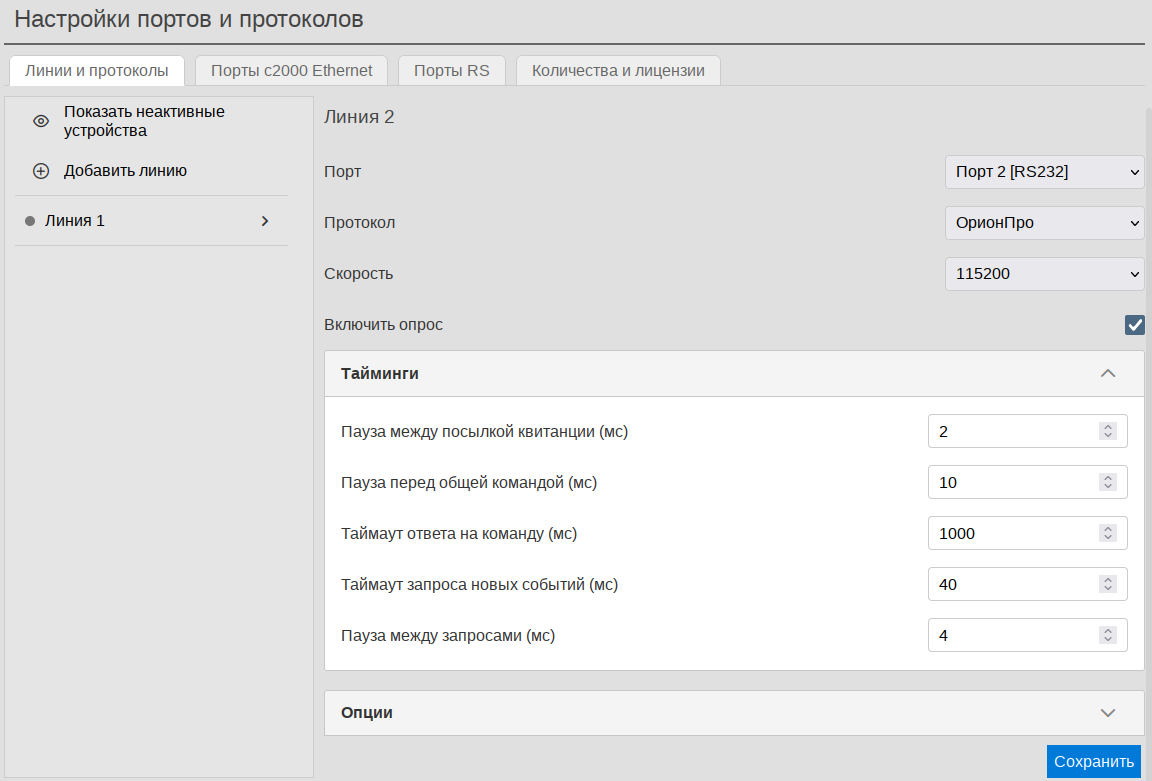 Настройки портов и протоколов
Линии и протоколы
Порты с2000 Ethernet
Порты RS
Количества и лицензии
Показать неактивные
устройства
Добавить линию
Линия 1
Линия 2
Порт
Порт 2 [RS232]
Протокол
ОрионПро
Скорость
115200
Включить опрос
Тайминги
Пауза между посылкой квитанции (мс)
2
Пауза перед общей командой (мс)
10
Таймаут ответа на команду (мс)
1000
Таймаут запроса новых событий (мс)
40
Пауза между запросами (мс)
4
Опции
Сохранить